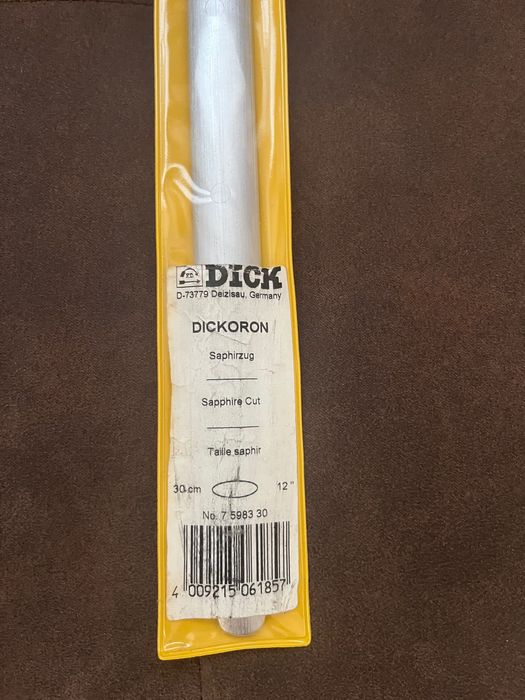 DICK
D-73779 Deizisau, Germany
DICKORON
Saphirzug
Sapphire Cut
Taille saphir
30 cm 12"
No. 7 5983 30
4 009215 061857